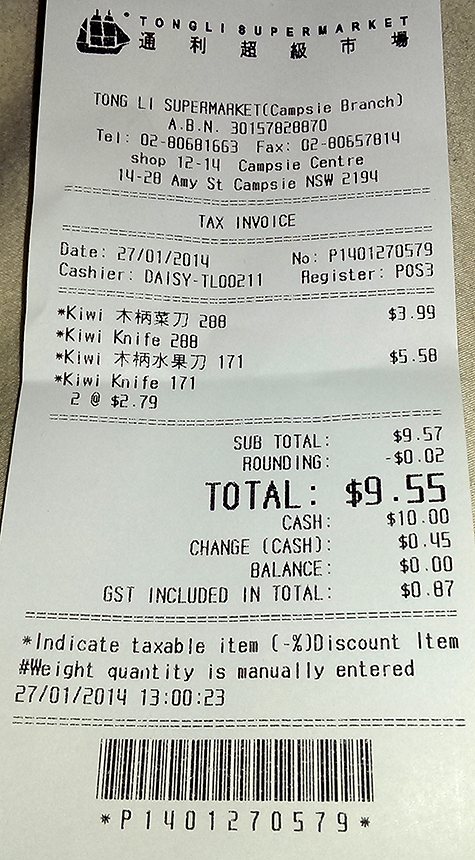 TONGLI SUPERMARKET
通利超級市場
TONG LI SUPERMARKET(Campsie Branch)
A.B.N. 30157820870
Tel: 02-80681663 Fax: 02-80657814
shop 12-14 Campsie Centre
14-28 Amy St Campsie NSW 2194
TAX INVOICE
Date: 27/01/2014 No: P1401270579
Cashier: DAISY-TL00211 Register: POS3
*Kiwi 木柄菜刀 288 $3.99
*Kiwi Knife 288
*Kiwi 木柄水果刀 171 $5.58
*Kiwi Knife 171
2 @ $2.79
SUB TOTAL: $9.57
ROUNDING: -$0.02
TOTAL: $9.55
CASH: $10.00
CHANGE (CASH): $0.45
BALANCE: $0.00
GST INCLUDED IN TOTAL: $0.87
*Indicate taxable item (-%)Discount Item
#Weight quantity is manually entered
27/01/2014 13:00:23
*P1401270579*